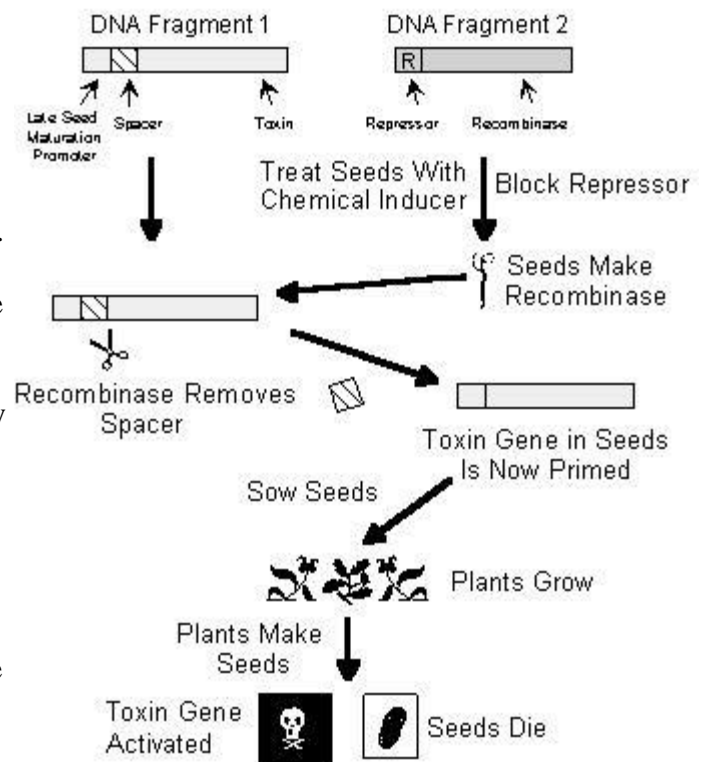 DNA Fragment 1
DNA Fragment 2
R
Late Seed
Maturation
Promoter
Spacer
Toxin
Repressor
Recombinase
Treat Seeds With
Chemical Inducer
Block Repressor
Seeds Make
Recombinase
Recombinase Removes
Spacer
Toxin Gene in Seeds
Is Now Primed
Sow Seeds
Plants Grow
Plants Make
Seeds
Toxin Gene
Activated
Seeds Die